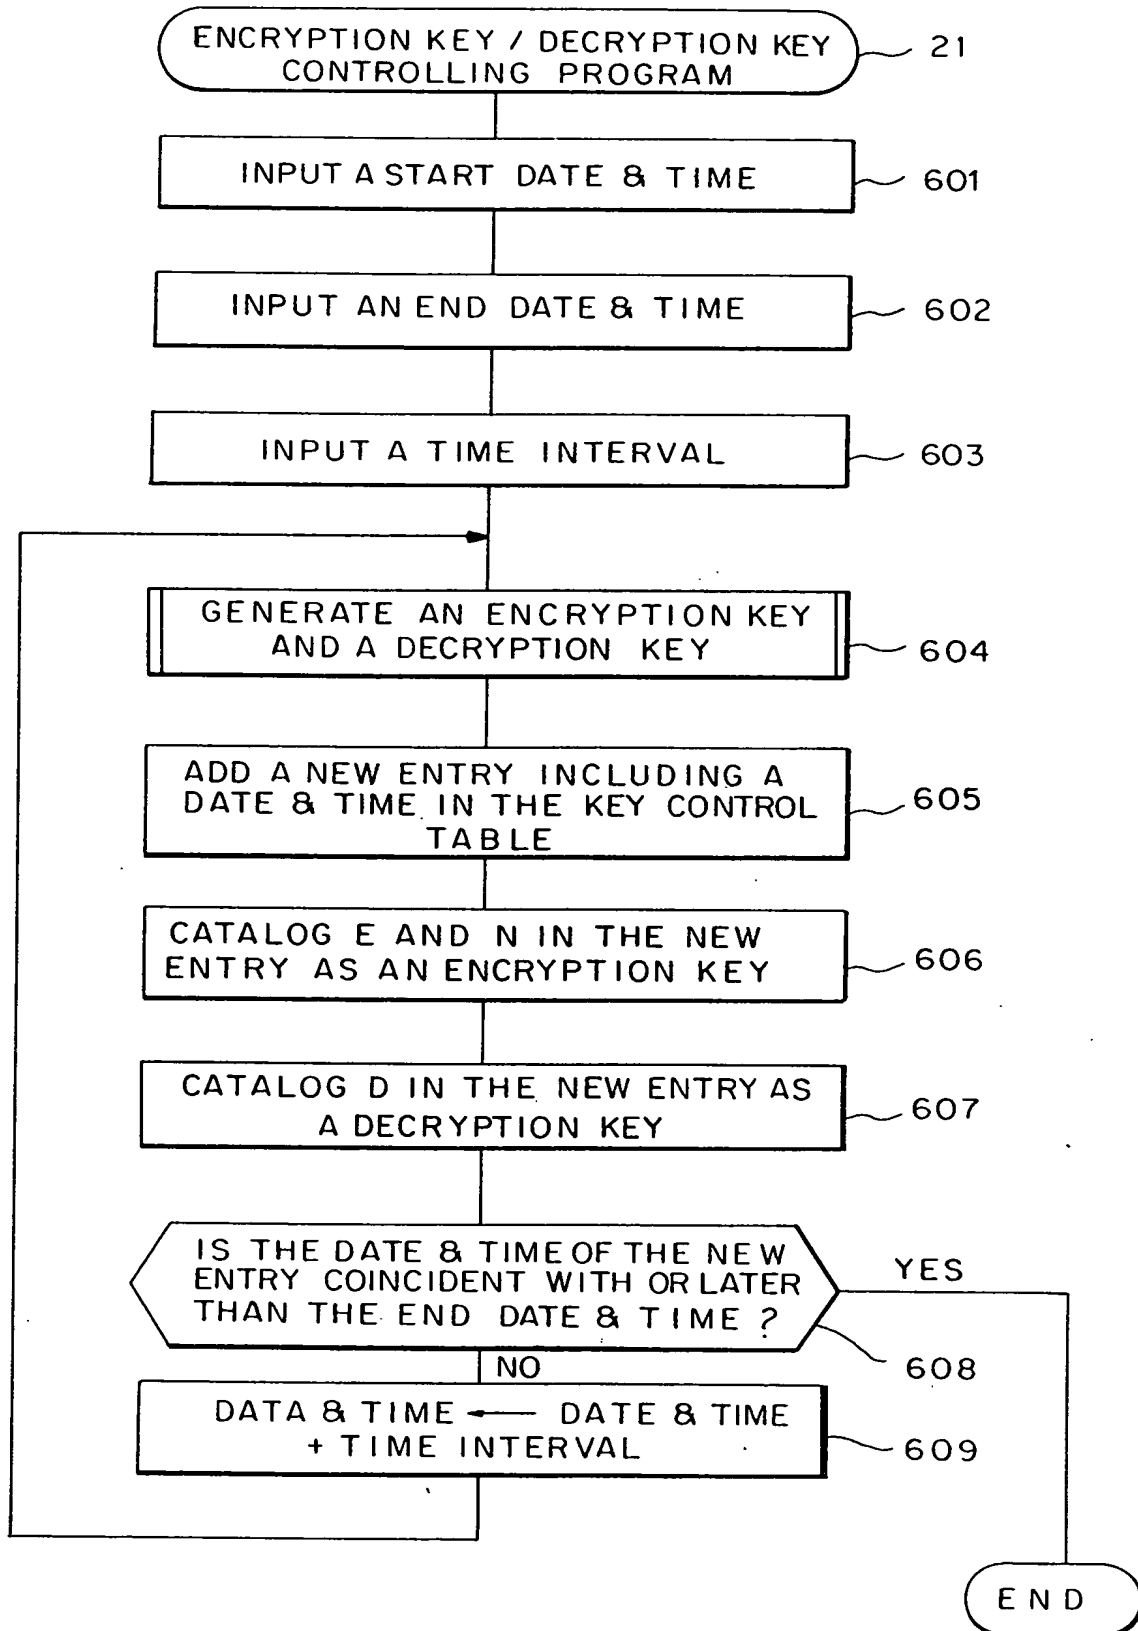 ENCRYPTION KEY / DECRYPTION KEY
CONTROLLING PROGRAM
21
INPUT A START DATE & TIME
601
INPUT AN END DATE & TIME
602
INPUT A TIME INTERVAL
603
GENERATE AN ENCRYPTION KEY
AND A DECRYPTION KEY
604
ADD A NEW ENTRY INCLUDING A
DATE & TIME IN THE KEY CONTROL
TABLE
605
CATALOG E AND N IN THE NEW
ENTRY AS AN ENCRYPTION KEY
606
CATALOG D IN THE NEW ENTRY AS
A DECRYPTION KEY
607
IS THE DATE & TIME OF THE NEW
ENTRY COINCIDENT WITH OR LATER
THAN THE END DATE & TIME ?
YES
608
NO
DATA & TIME ← DATE & TIME
+ TIME INTERVAL
609
END